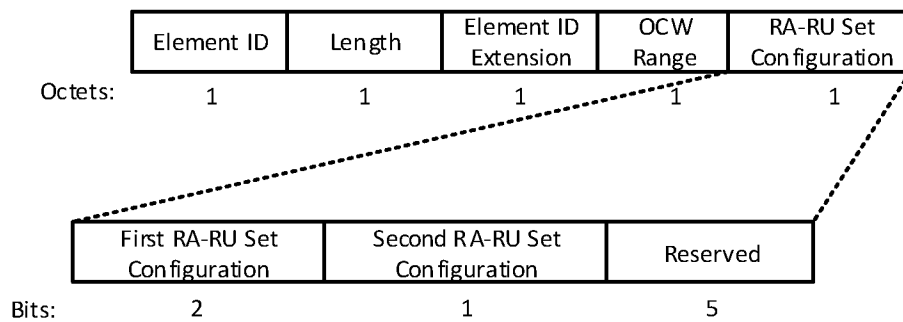 Element ID
Length
Element ID
Extension
OCW
Range
RA-RU Set
Configuration
Octets:
1
1
1
1
1
First RA-RU Set
Configuration
Second RA-RU Set
Configuration
Reserved
Bits:
2
1
5